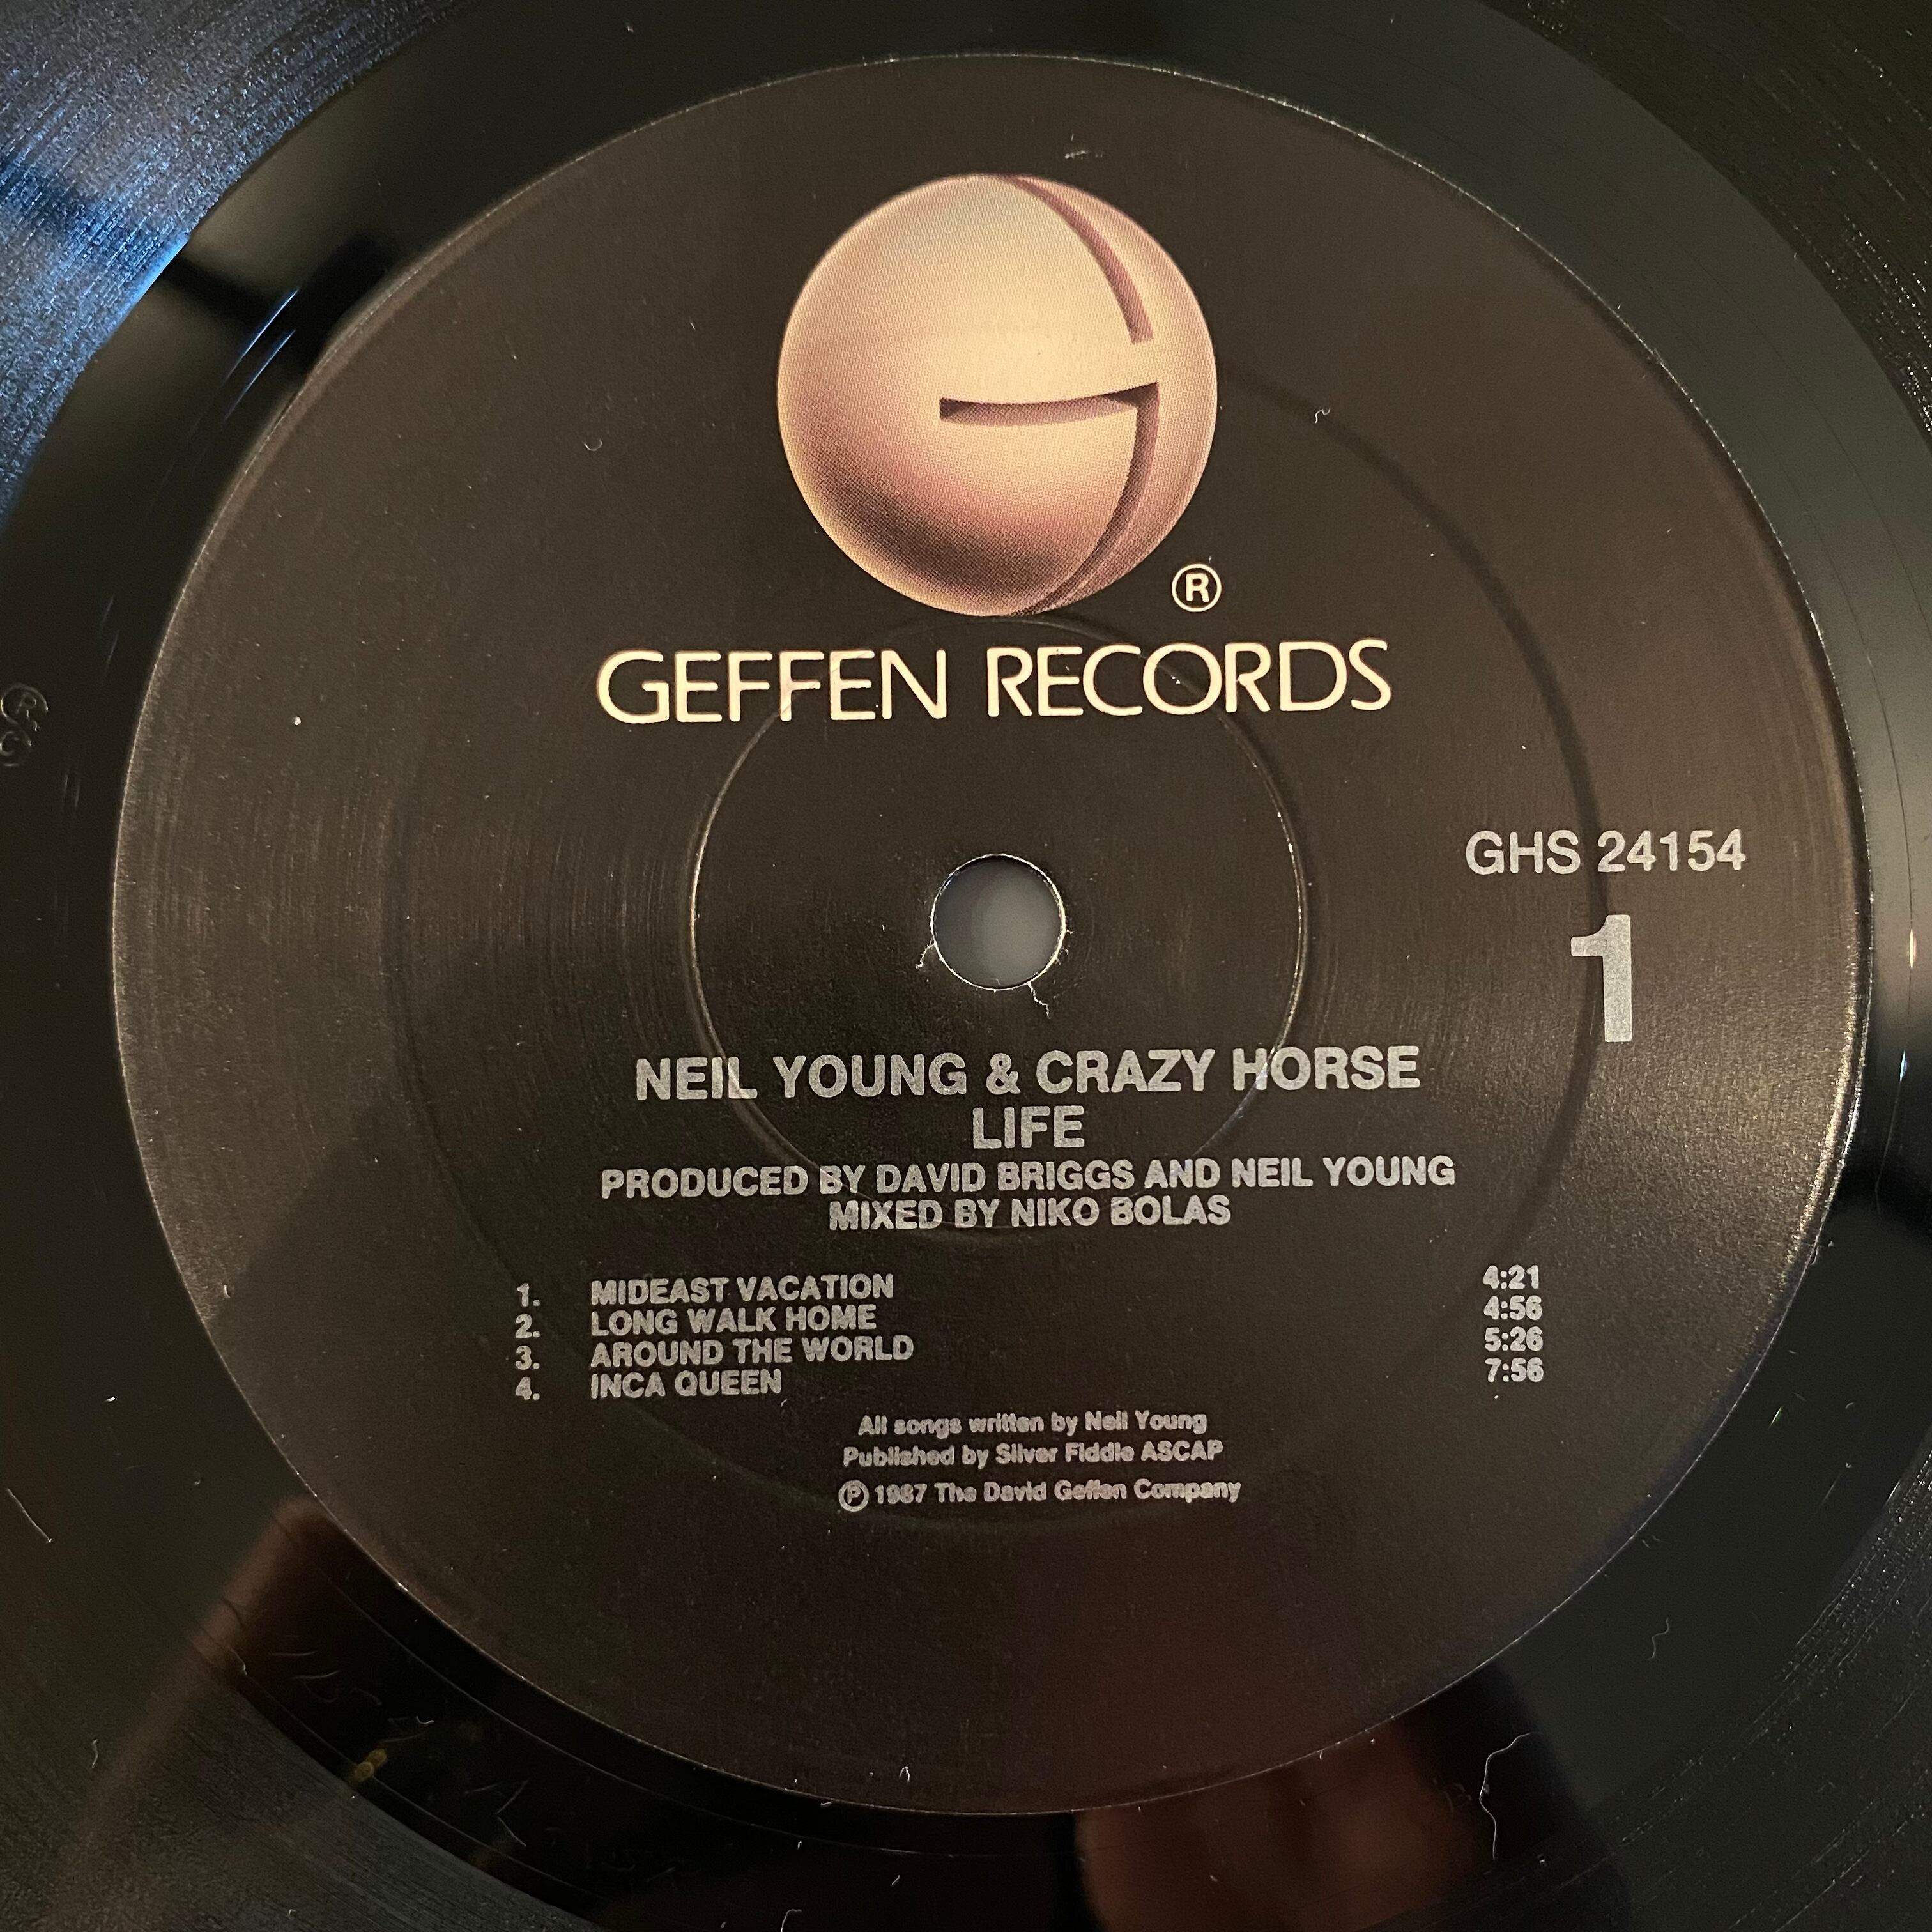 ®
GEFFEN RECORDS
GHS 24154
1
NEIL YOUNG & CRAZY HORSE
LIFE
PRODUCED BY DAVID BRIGGS AND NEIL YOUNG
MIXED BY NIKO BOLAS
1. MIDEAST VACATION 4:21
2. LONG WALK HOME 4:56
3. AROUND THE WORLD 5:26
4. INCA QUEEN 7:56
All songs written by Neil Young
Published by Silver Fiddle ASCAP
℗ 1987 The David Geffen Company